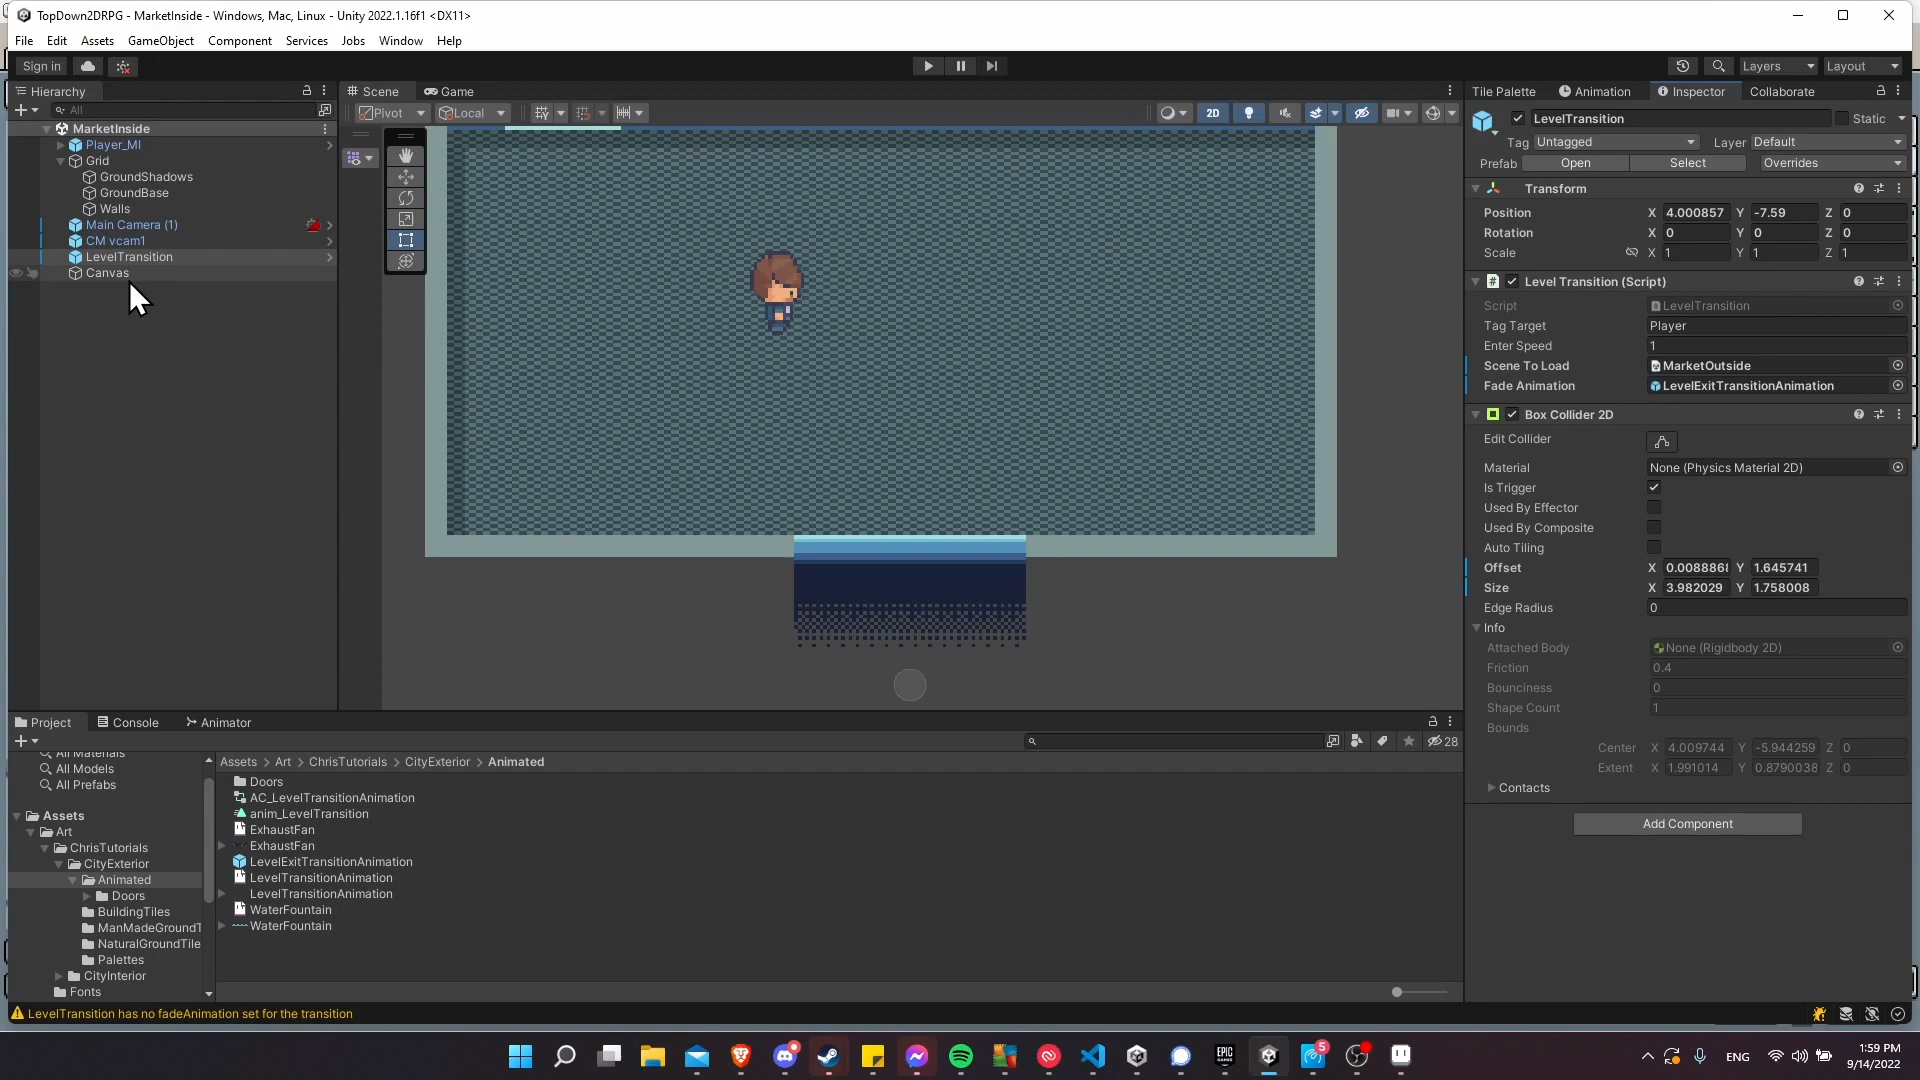 TopDown2DRPG - MarketInside - Windows, Mac, Linux - Unity 2022.1.16f1 <DX11>
File Edit Assets GameObject Component Services Jobs Window Help
Sign in Layers Layout
Hierarchy Scene Game Tile Palette Animation Inspector Collaborate
All Pivot Local 2D
MarketInside
Player_MI
Grid
GroundShadows
GroundBase
Walls
Main Camera (1)
CM vcam1
LevelTransition
Canvas
LevelTransition Static
Tag Untagged Layer Default
Prefab Open Select Overrides
Transform
Position X 4.000857 Y -7.59 Z 0
Rotation X 0 Y 0 Z 0
Scale X 1 Y 1 Z 1
# Level Transition (Script)
Script LevelTransition
Tag Target Player
Enter Speed 1
Scene To Load MarketOutside
Fade Animation LevelExitTransitionAnimation
Box Collider 2D
Edit Collider
Material None (Physics Material 2D)
Is Trigger
Used By Effector
Used By Composite
Auto Tiling
Offset X 0.0088868 Y 1.645741
Size X 3.982029 Y 1.758008
Edge Radius 0
Info
Attached Body None (Rigidbody 2D)
Friction 0.4
Bounciness 0
Shape Count 1
Bounds
Center X 4.009744 Y -5.944259 Z 0
Extent X 1.991014 Y 0.8790038 Z 0
Contacts
Add Component
Project Console Animator
28
All Materials
All Models
All Prefabs
Assets
Art
ChrisTutorials
CityExterior
Animated
Doors
BuildingTiles
ManMadeGroundT
NaturalGroundTile
Palettes
CityInterior
Fonts
Assets > Art > ChrisTutorials > CityExterior > Animated
Doors
AC_LevelTransitionAnimation
anim_LevelTransition
ExhaustFan
ExhaustFan
LevelExitTransitionAnimation
LevelTransitionAnimation
LevelTransitionAnimation
WaterFountain
WaterFountain
LevelTransition has no fadeAnimation set for the transition
EPIC GAMES
5
ENG
1:59 PM
9/14/2022